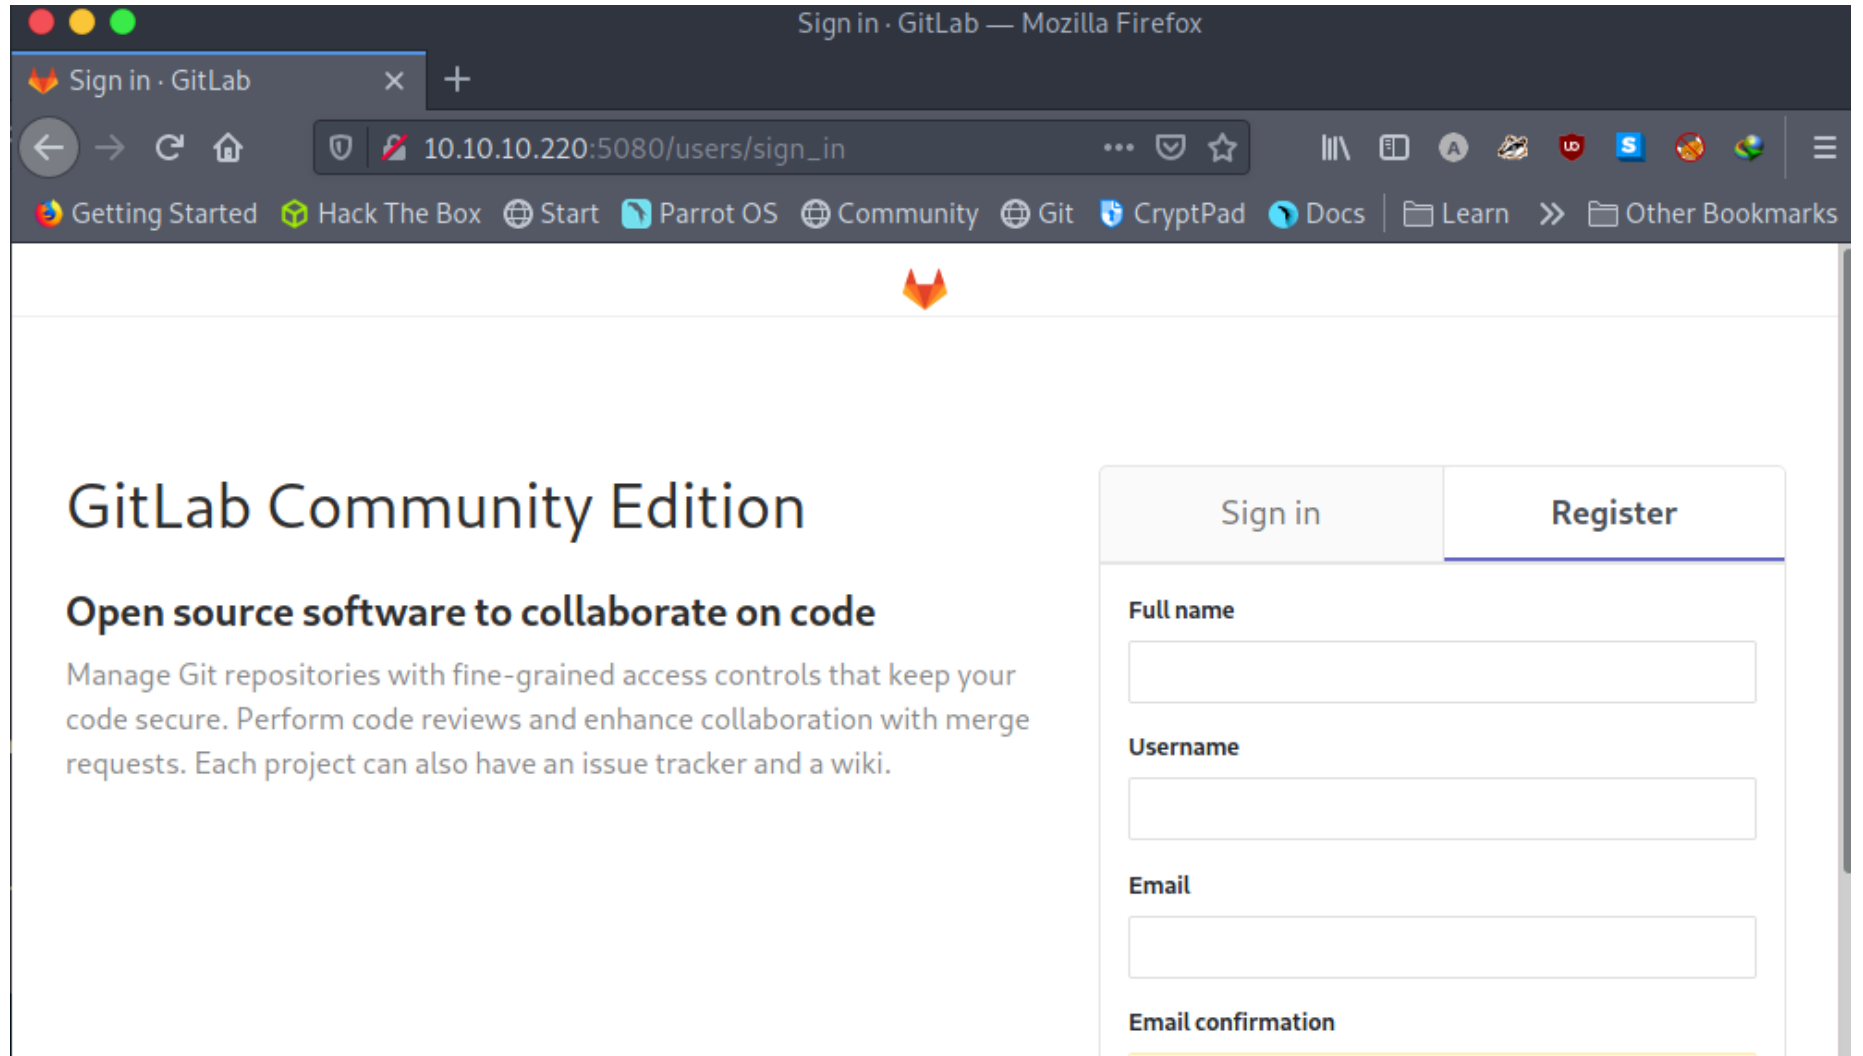 Sign in · GitLab — Mozilla Firefox
Sign in · GitLab
10.10.10.220:5080/users/sign_in
Getting Started Hack The Box Start Parrot OS Community Git CryptPad Docs Learn Other Bookmarks
GitLab Community Edition
Open source software to collaborate on code
Manage Git repositories with fine-grained access controls that keep your
code secure. Perform code reviews and enhance collaboration with merge
requests. Each project can also have an issue tracker and a wiki.
Sign in Register
Full name
Username
Email
Email confirmation